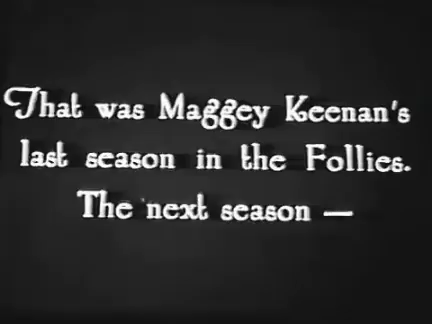 That was Maggey Keenan's
last season in the Follies.
The next season —